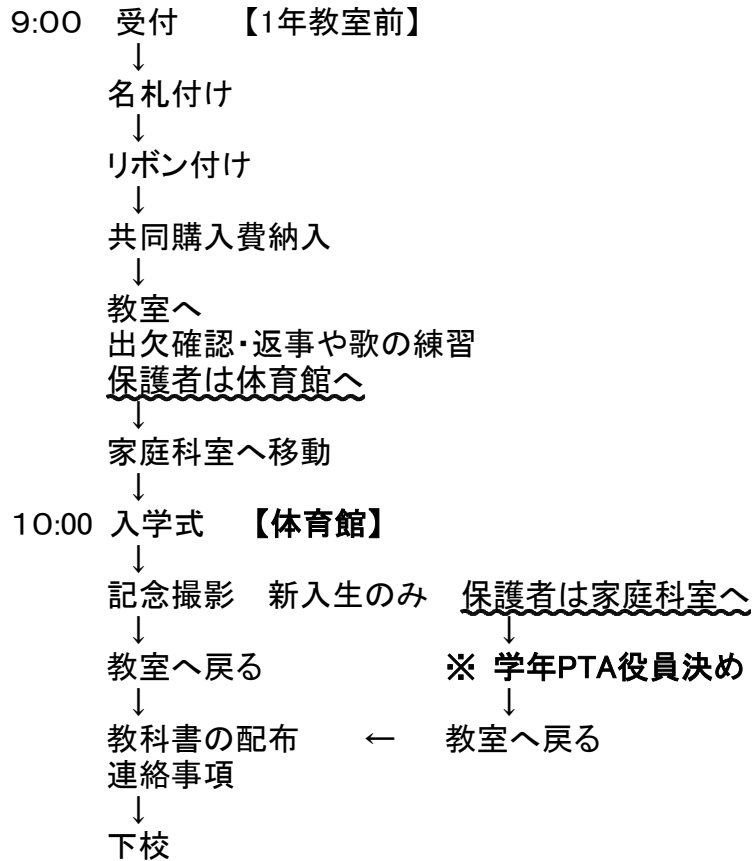 9:00 受付 【1年教室前】
↓
名札付け
↓
リボン付け
↓
共同購入費納入
↓
教室へ
出欠確認・返事や歌の練習
保護者は体育館へ
↓
家庭科室へ移動
↓
10:00 入学式 【体育館】
↓
記念撮影 新入生のみ 保護者は家庭科室へ
↓ ↓
教室へ戻る ※ 学年PTA役員決め
↓ ↓
教科書の配布 ← 教室へ戻る
連絡事項
↓
下校